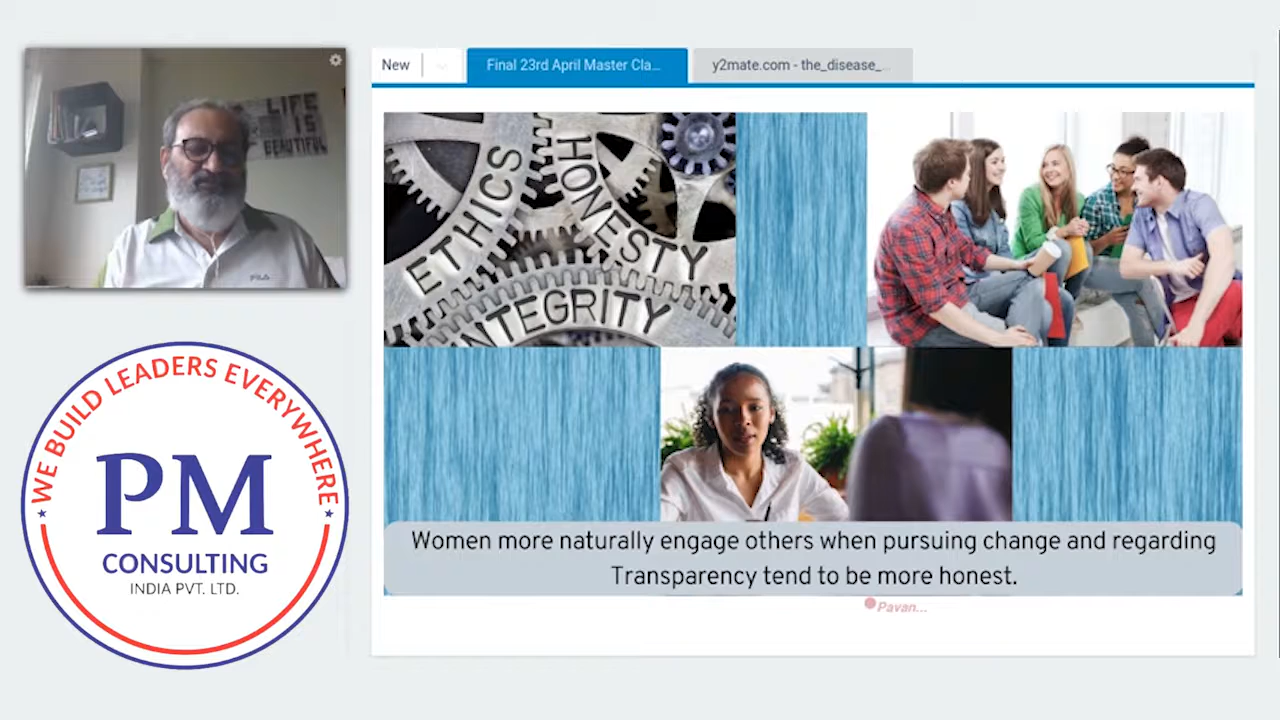 LIFE
IS
BEAUTIFUL
FILA
WE BUILD LEADERS EVERYWHERE
PM
CONSULTING
INDIA PVT. LTD.
New
Final 23rd April Master Cla...
y2mate.com - the_disease_...
ETHICS
HONESTY
INTEGRITY
Women more naturally engage others when pursuing change and regarding
Transparency tend to be more honest.
Pavan...